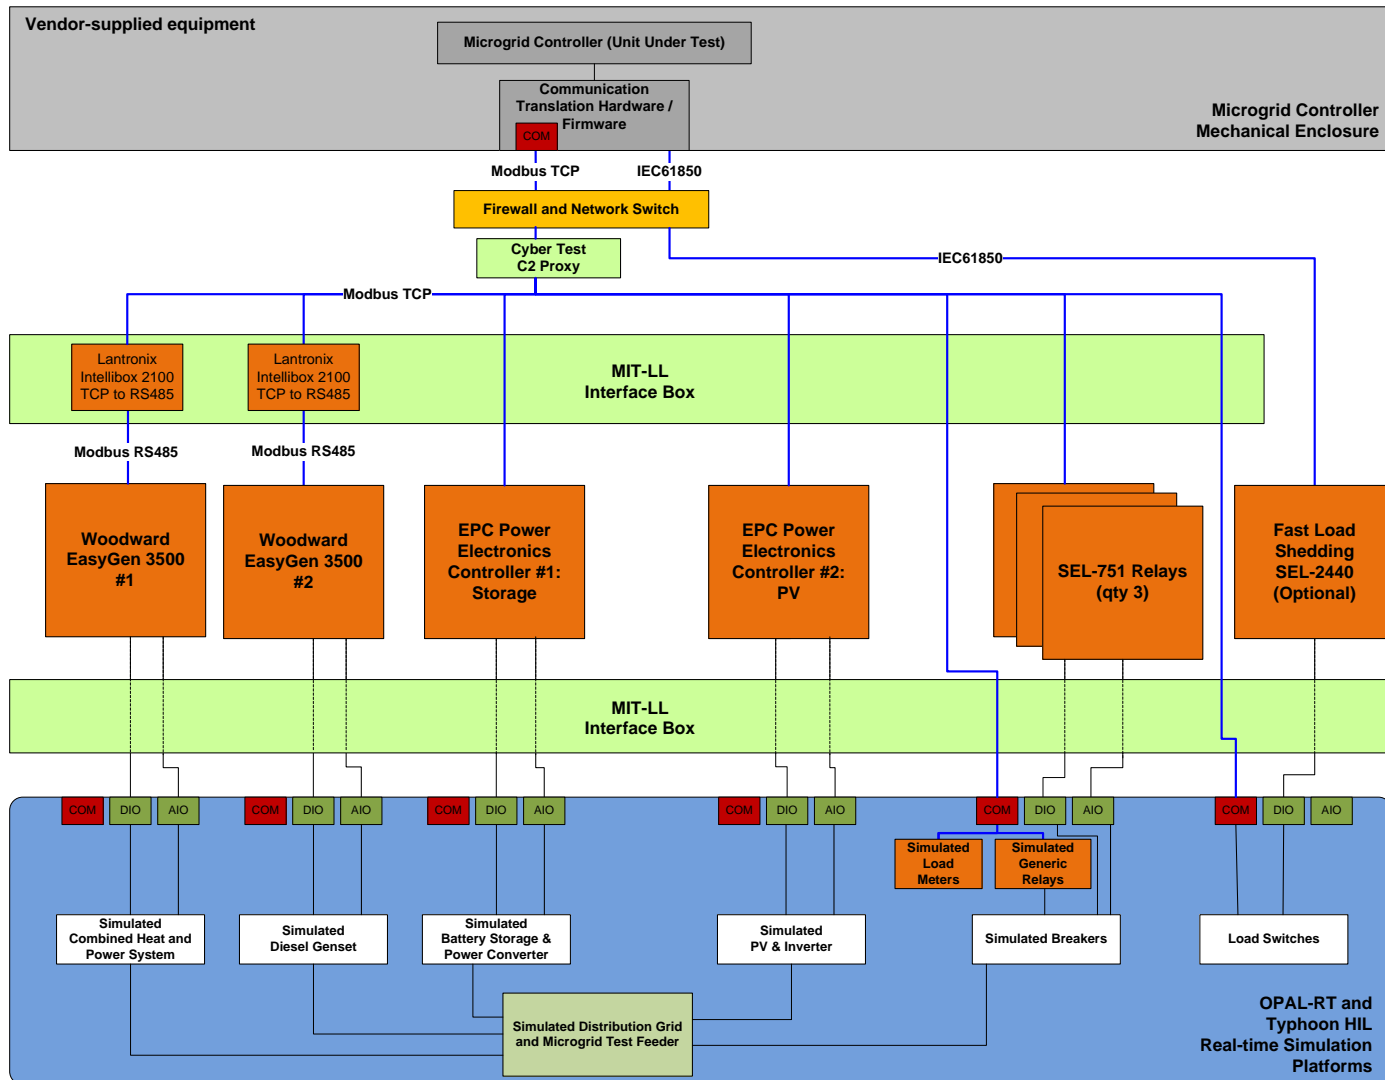 Vendor-supplied equipment
Microgrid Controller (Unit Under Test)
Communication
Translation Hardware /
Firmware
COM
Microgrid Controller
Mechanical Enclosure
Modbus TCP
IEC61850
Firewall and Network Switch
Cyber Test
C2 Proxy
IEC61850
Modbus TCP
Lantronix
Intellibox 2100
TCP to RS485
Lantronix
Intellibox 2100
TCP to RS485
MIT-LL
Interface Box
Modbus RS485
Modbus RS485
Woodward
EasyGen 3500
#1
Woodward
EasyGen 3500
#2
EPC Power
Electronics
Controller #1:
Storage
EPC Power
Electronics
Controller #2:
PV
SEL-751 Relays
(qty 3)
Fast Load
Shedding
SEL-2440
(Optional)
MIT-LL
Interface Box
COM
DIO
AIO
COM
DIO
AIO
COM
DIO
AIO
COM
DIO
AIO
COM
DIO
AIO
COM
DIO
AIO
Simulated
Load
Meters
Simulated
Generic
Relays
Simulated
Combined Heat and
Power System
Simulated
Diesel Genset
Simulated
Battery Storage &
Power Converter
Simulated
PV & Inverter
Simulated Breakers
Load Switches
Simulated Distribution Grid
and Microgrid Test Feeder
OPAL-RT and
Typhoon HIL
Real-time Simulation
Platforms